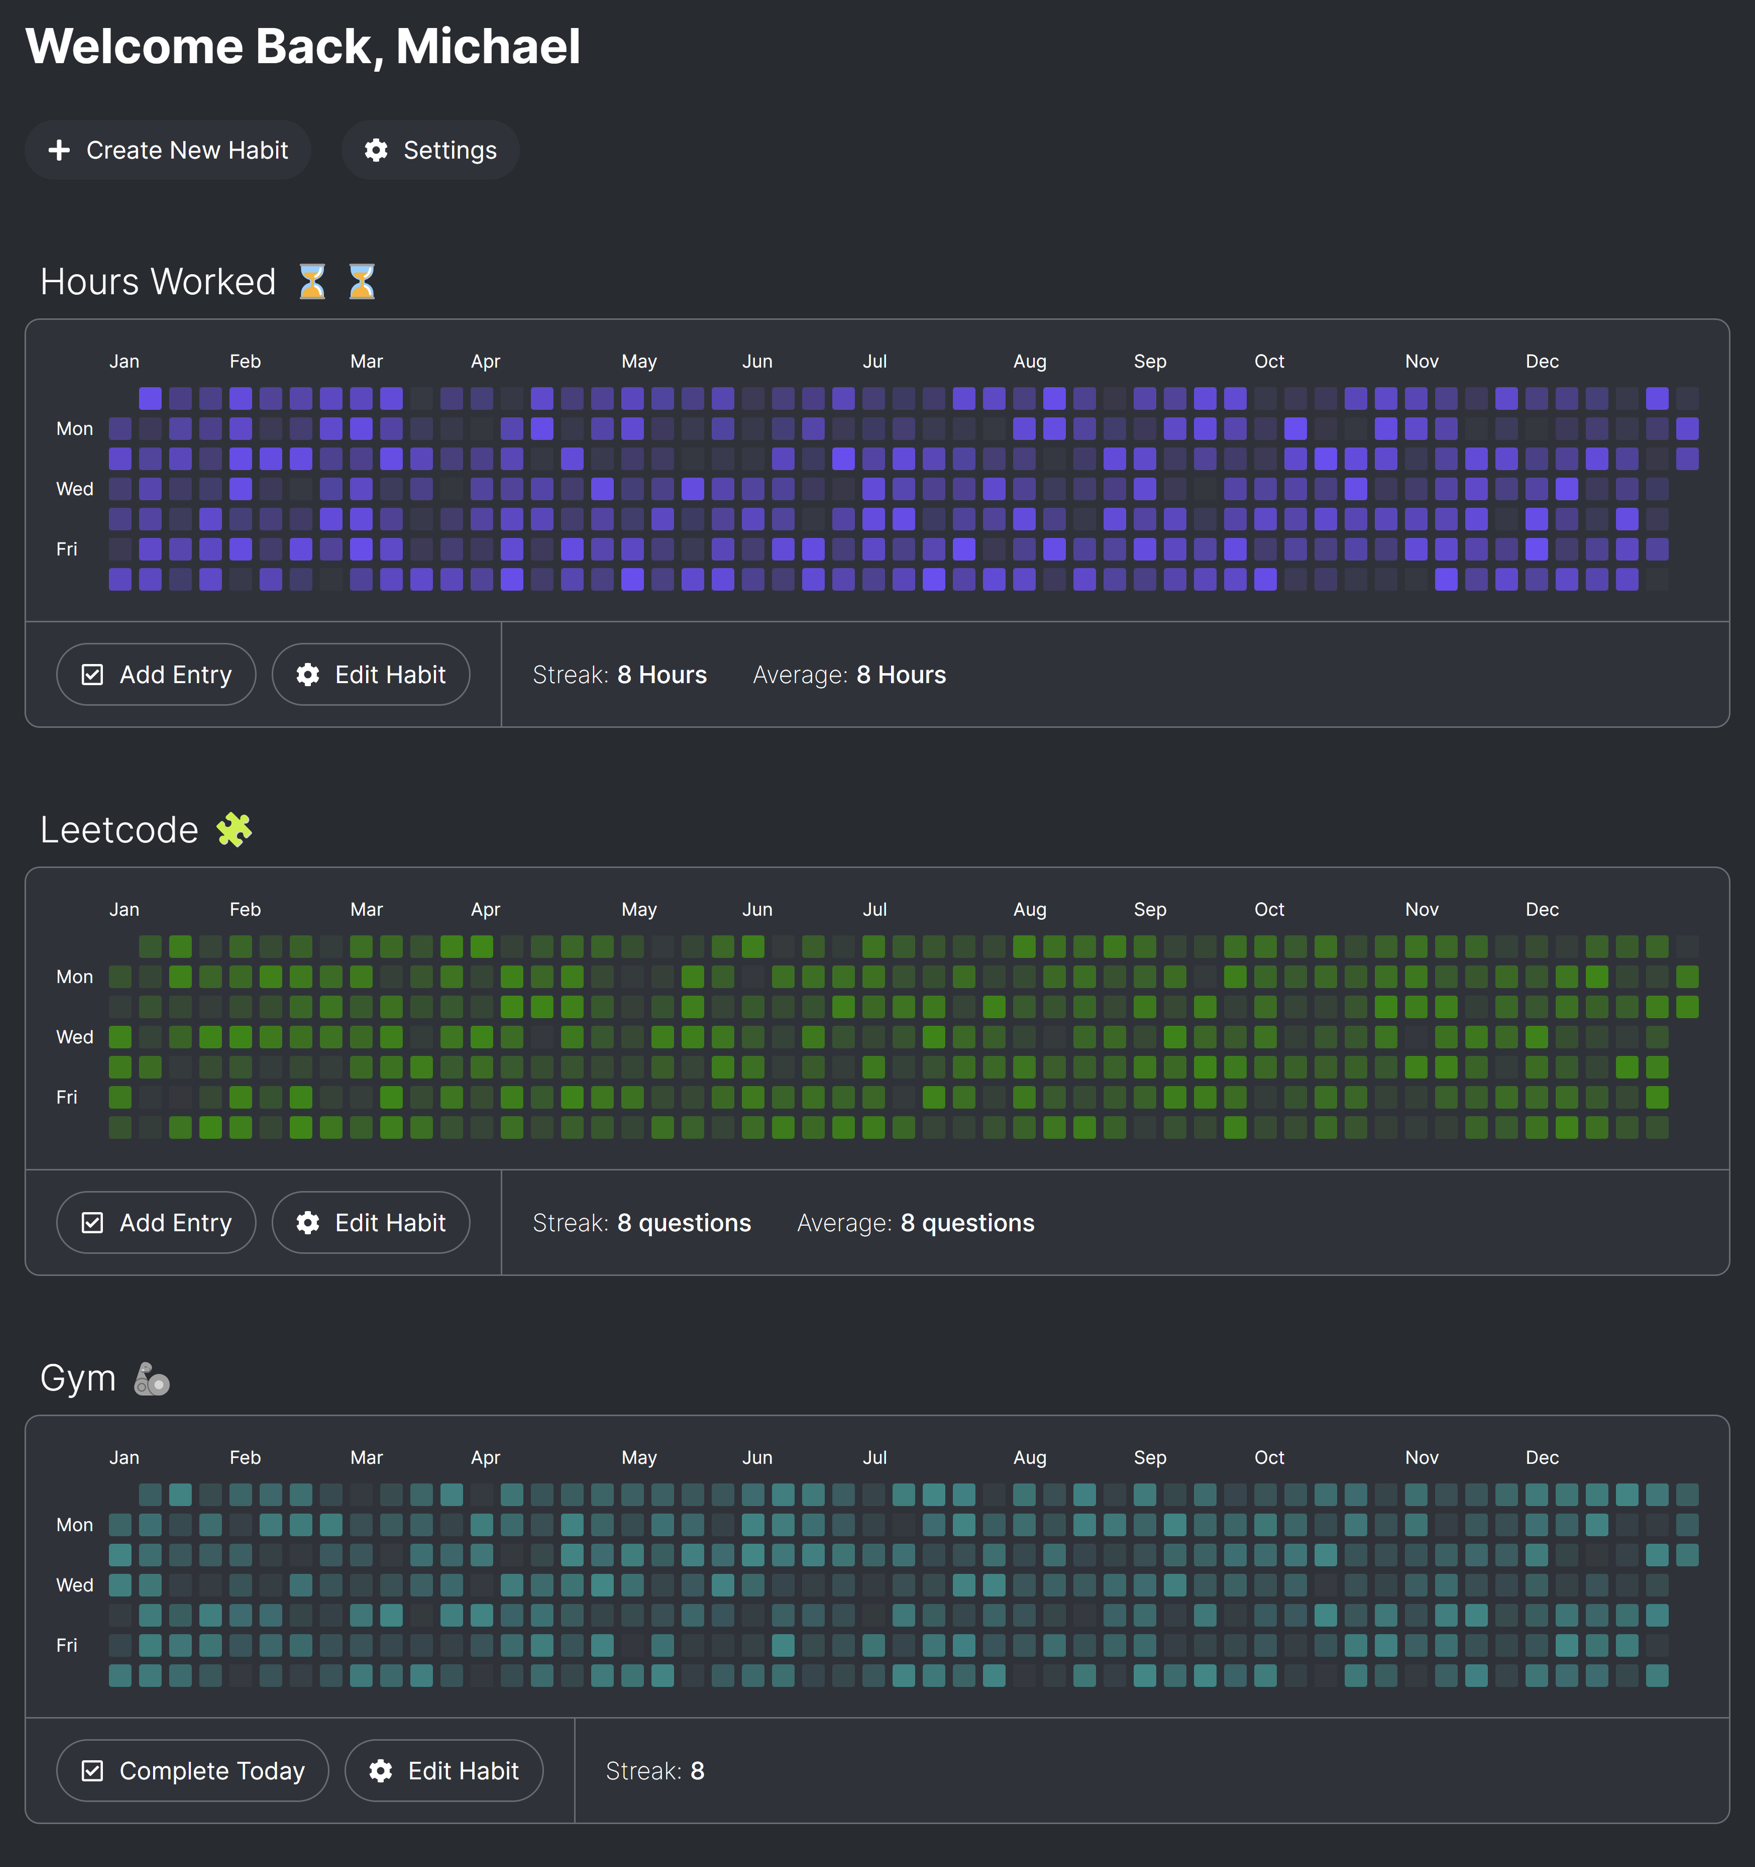 Welcome Back, Michael
Create New Habit Settings
Hours Worked ⏳ ⏳
Jan Feb Mar Apr May Jun Jul Aug Sep Oct Nov Dec
Mon
Wed
Fri
Add Entry Edit Habit Streak: 8 Hours Average: 8 Hours
Leetcode 🧩
Jan Feb Mar Apr May Jun Jul Aug Sep Oct Nov Dec
Mon
Wed
Fri
Add Entry Edit Habit Streak: 8 questions Average: 8 questions
Gym 🦾
Jan Feb Mar Apr May Jun Jul Aug Sep Oct Nov Dec
Mon
Wed
Fri
Complete Today Edit Habit Streak: 8